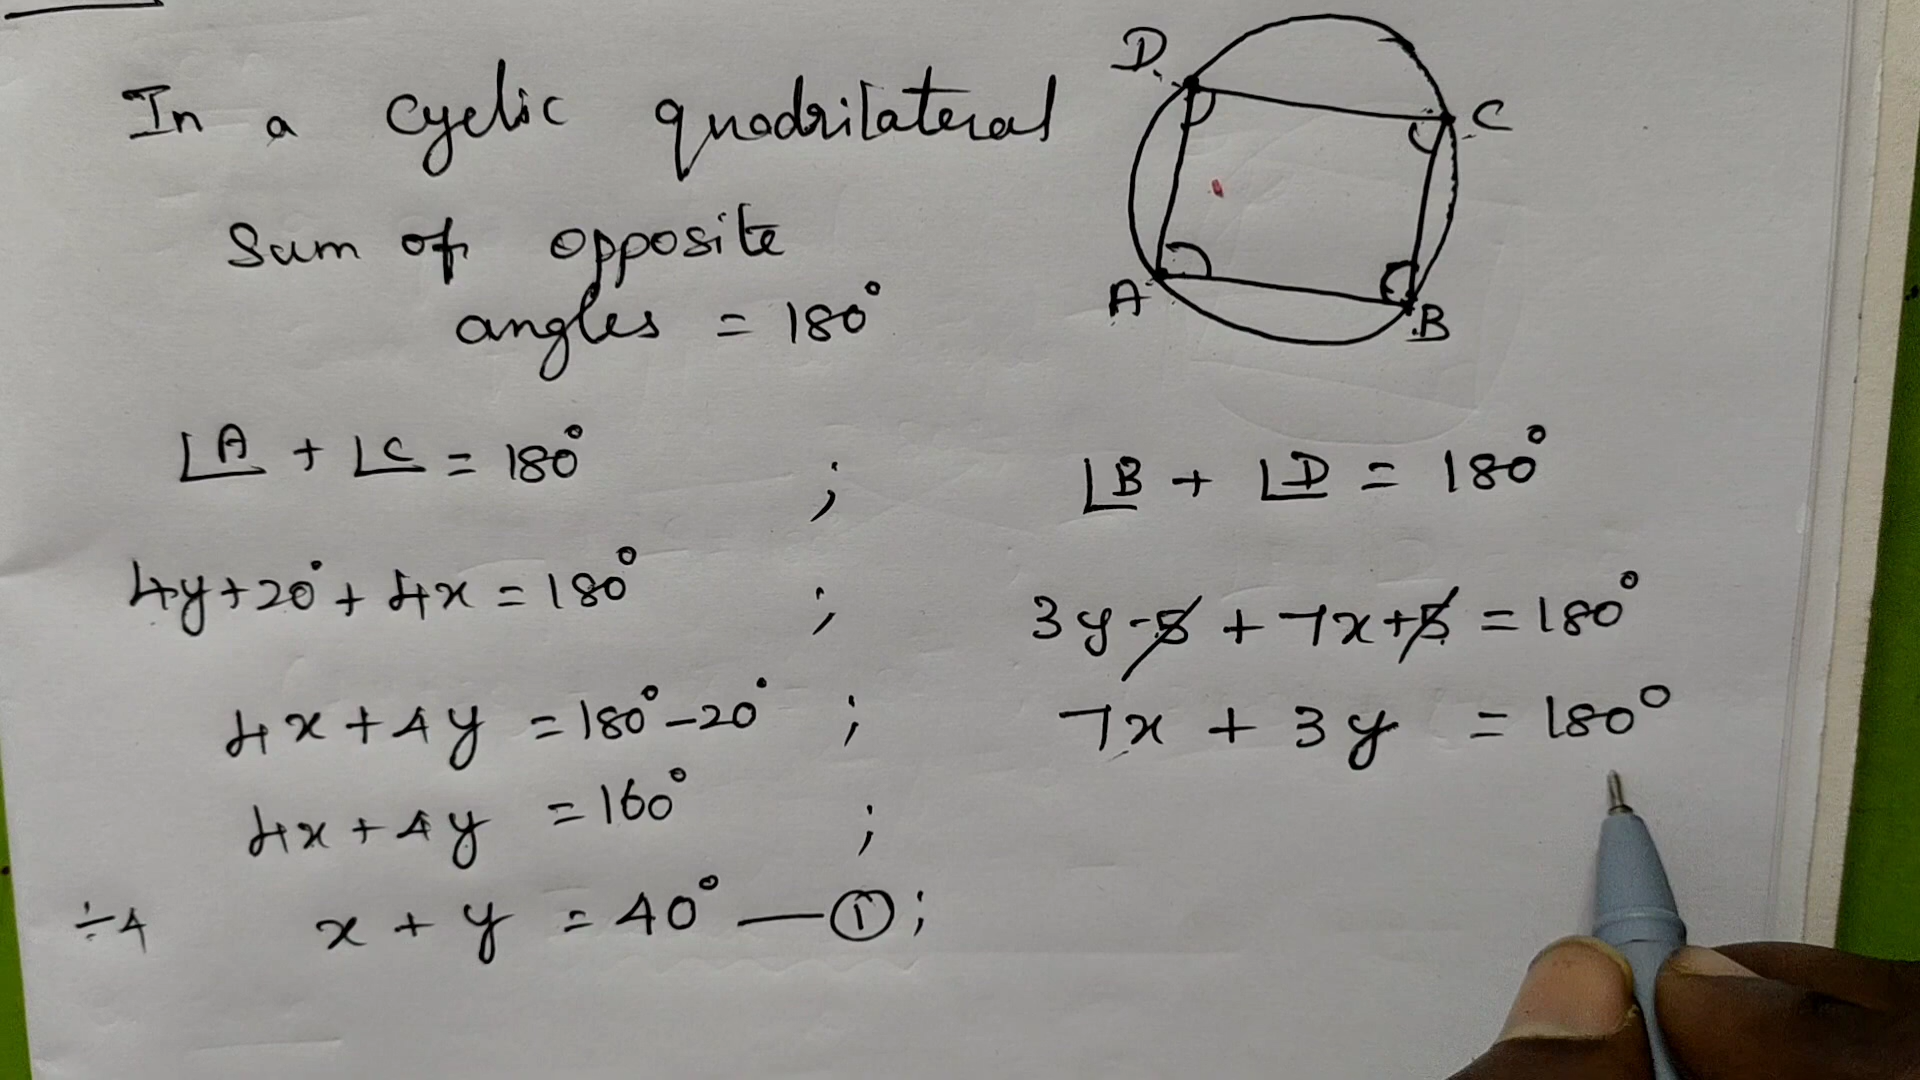 In a cyclic quadrilateral
Sum of opposite
angles = 180°
D
C
A
B
∠A + ∠C = 180° ; ∠B + ∠D = 180°
4y+20°+4x=180° ; 3y-5+7x+5=180°
4x+4y=180°-20° ; 7x+3y=180°
4x+4y=160° ;
÷4 x+y=40° — ① ;